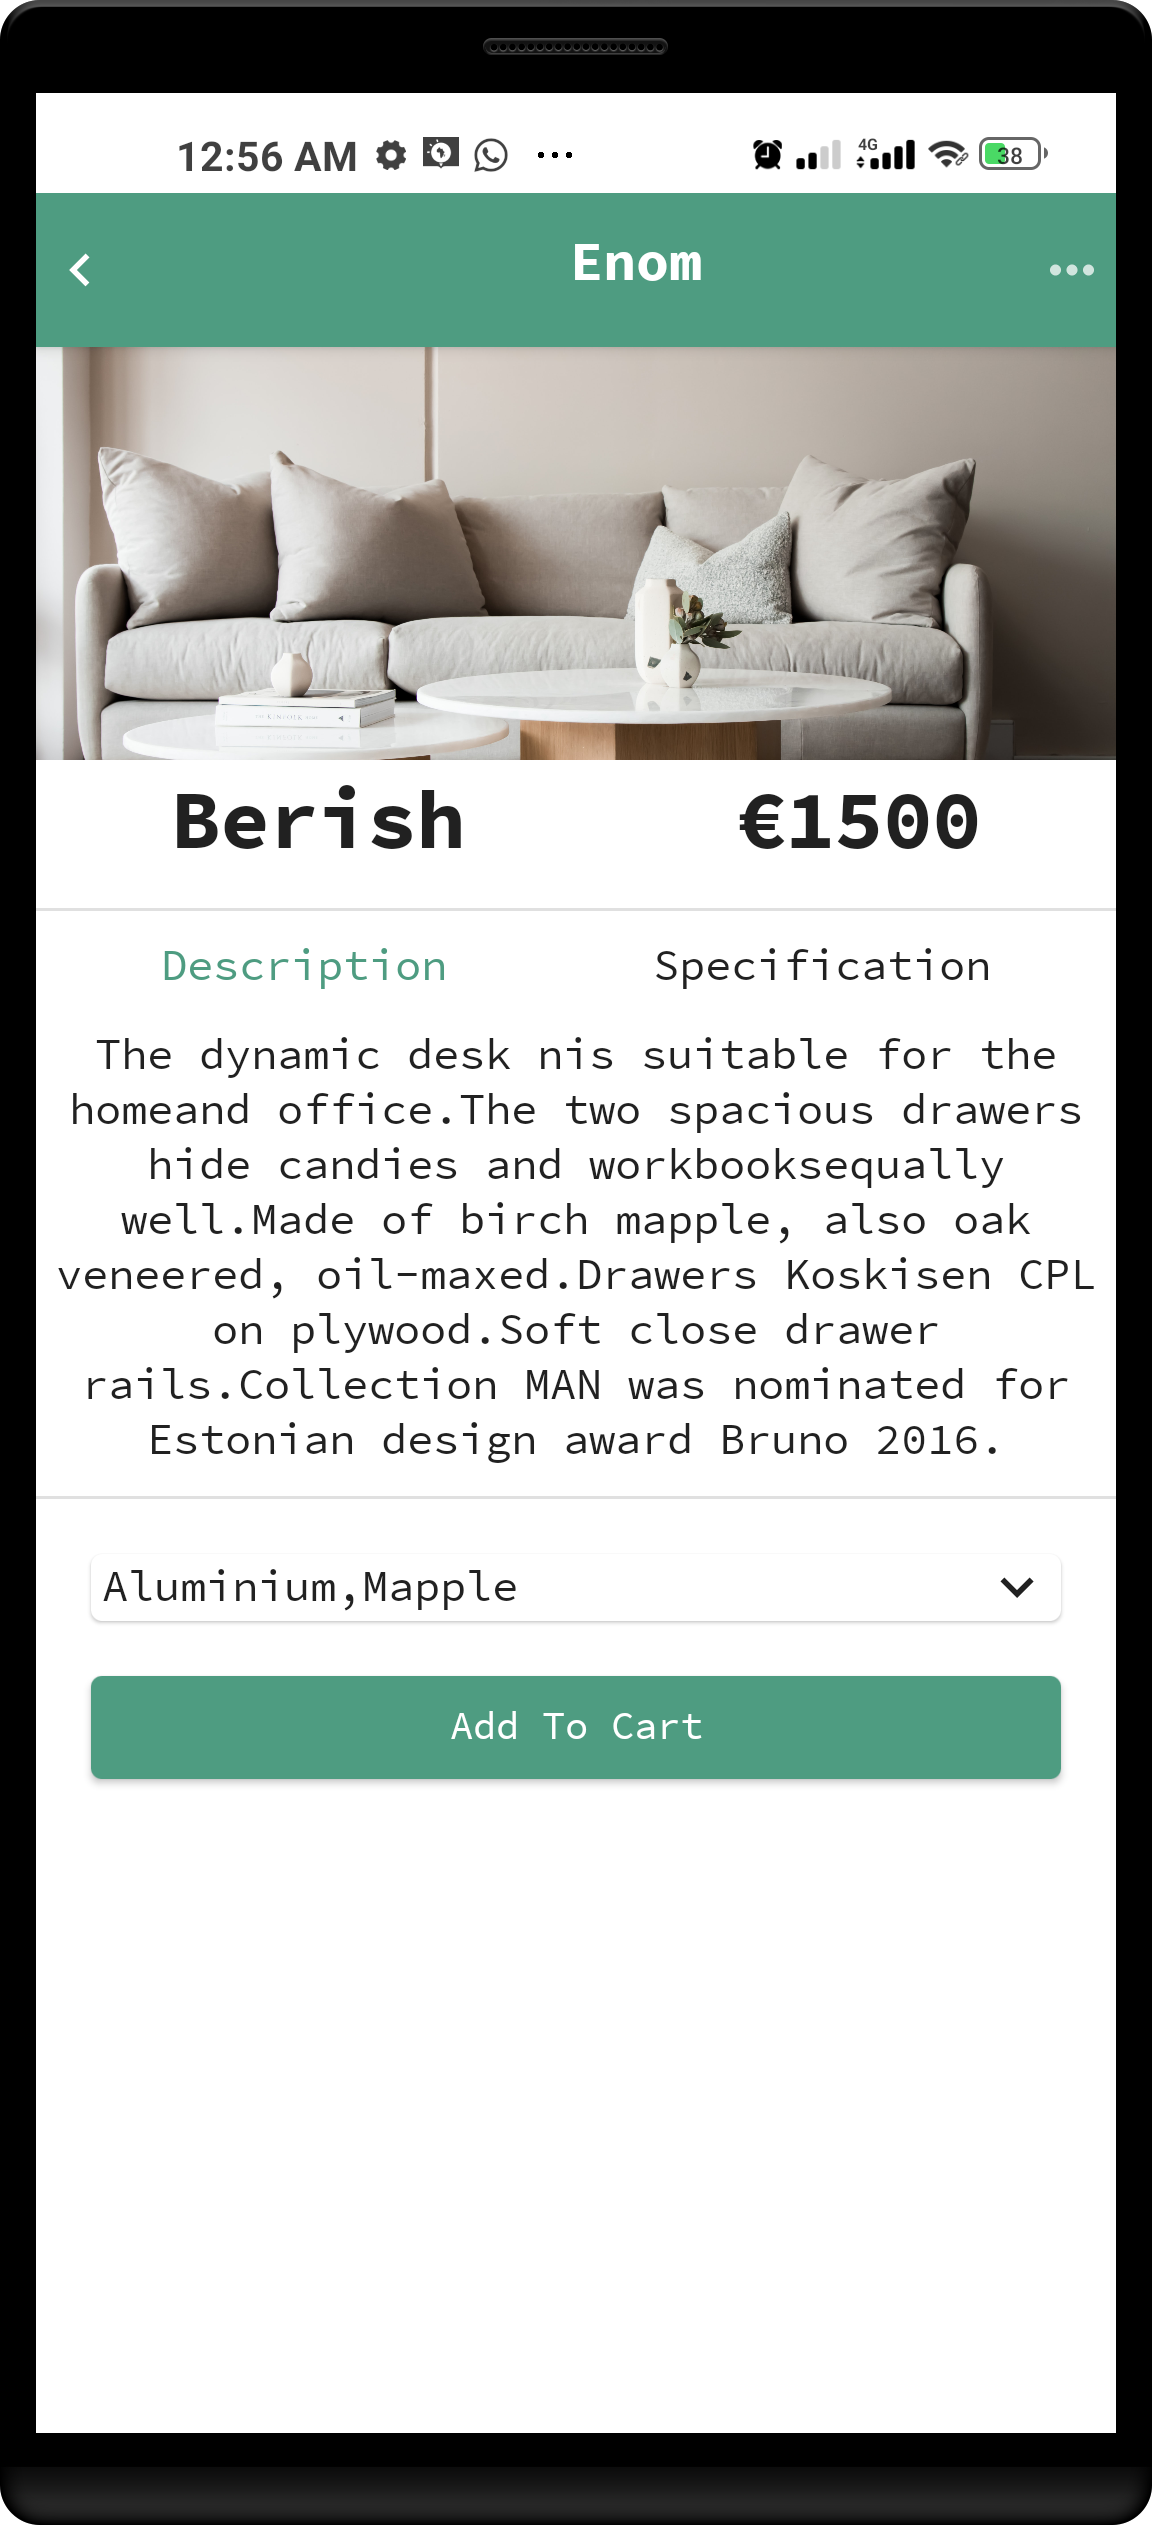 12:56 AM 4G 38
Enom
KINFOLK
Berish €1500
Description Specification
The dynamic desk nis suitable for the
homeand office.The two spacious drawers
hide candies and workbooksequally
well.Made of birch mapple, also oak
veneered, oil-maxed.Drawers Koskisen CPL
on plywood.Soft close drawer
rails.Collection MAN was nominated for
Estonian design award Bruno 2016.
Aluminium,Mapple
Add To Cart